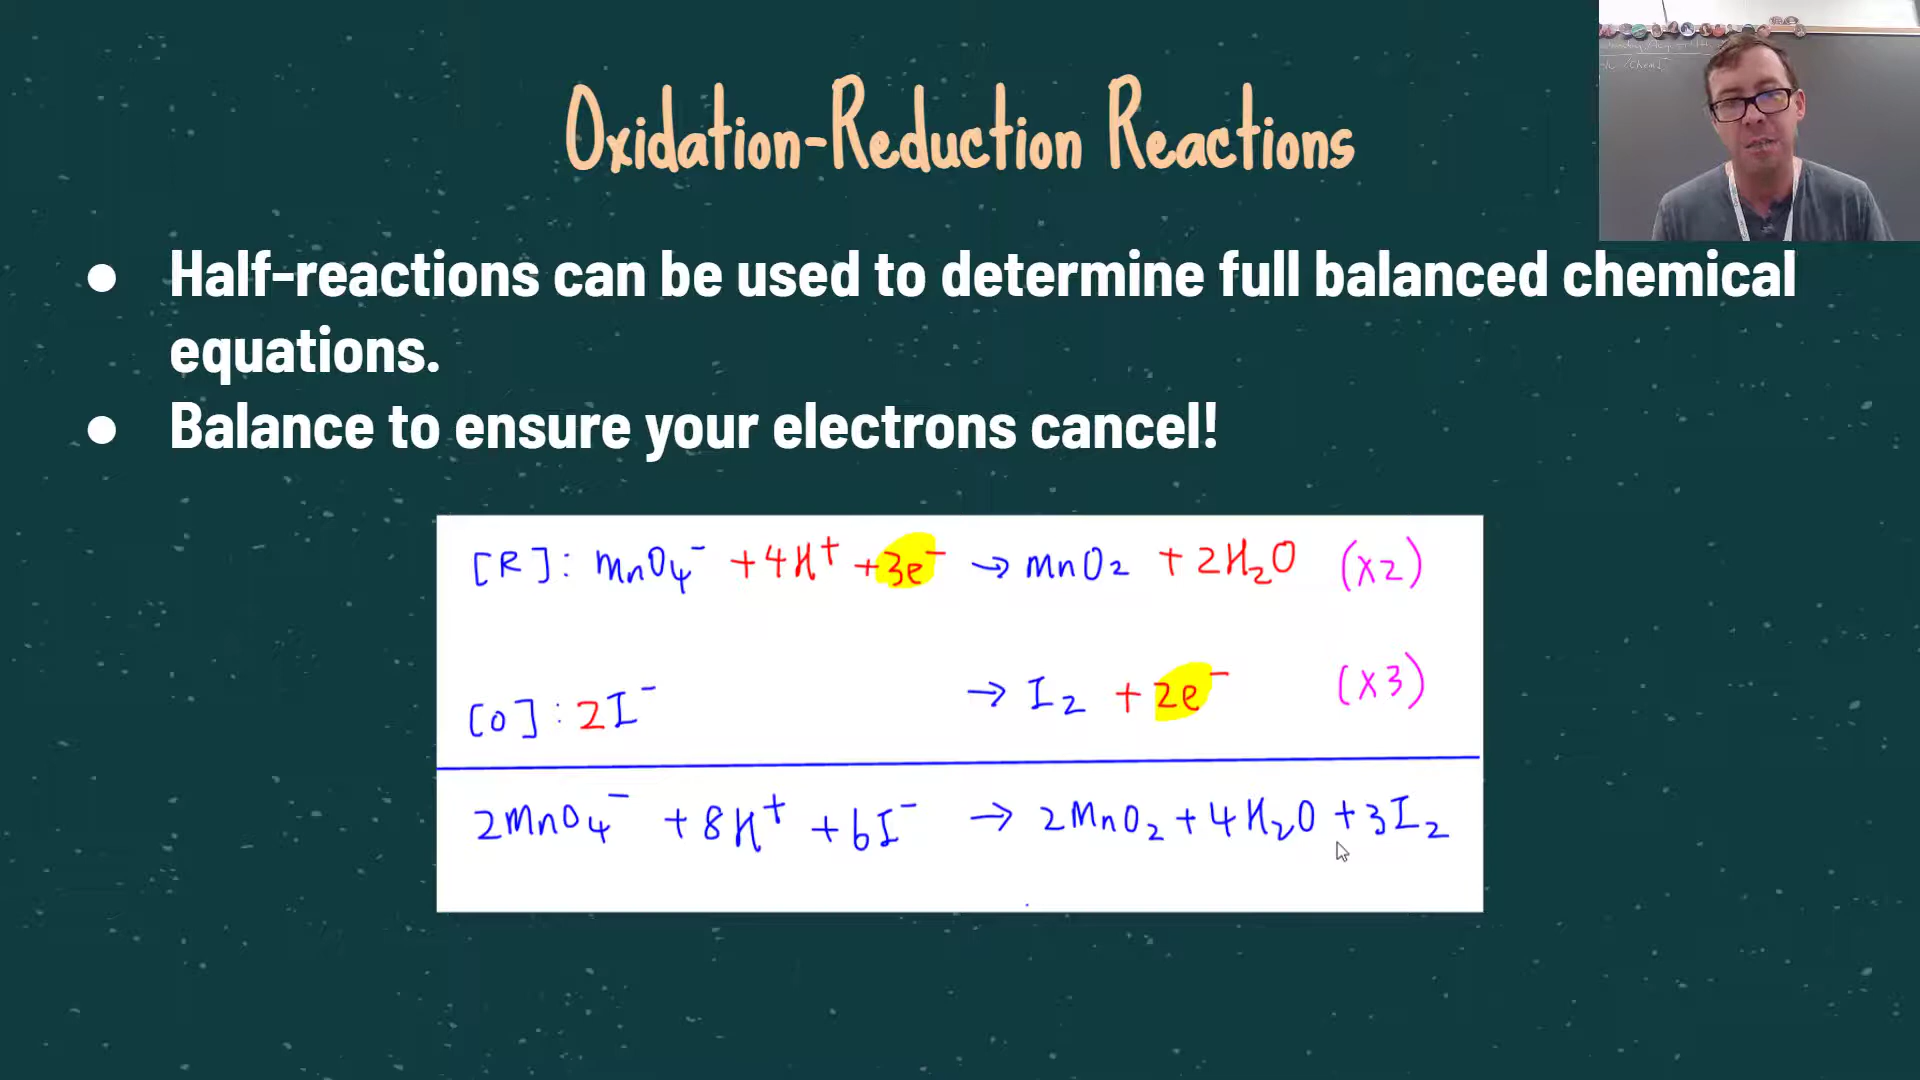 Oxidation-Reduction Reactions
● Half-reactions can be used to determine full balanced chemical
equations.
● Balance to ensure your electrons cancel!
[R]: MnO₄⁻ + 4H⁺ + 3e⁻ → MnO₂ + 2H₂O (x2)
[O]: 2I⁻ → I₂ + 2e⁻ (x3)
2MnO₄⁻ + 8H⁺ + 6I⁻ → 2MnO₂ + 4H₂O + 3I₂